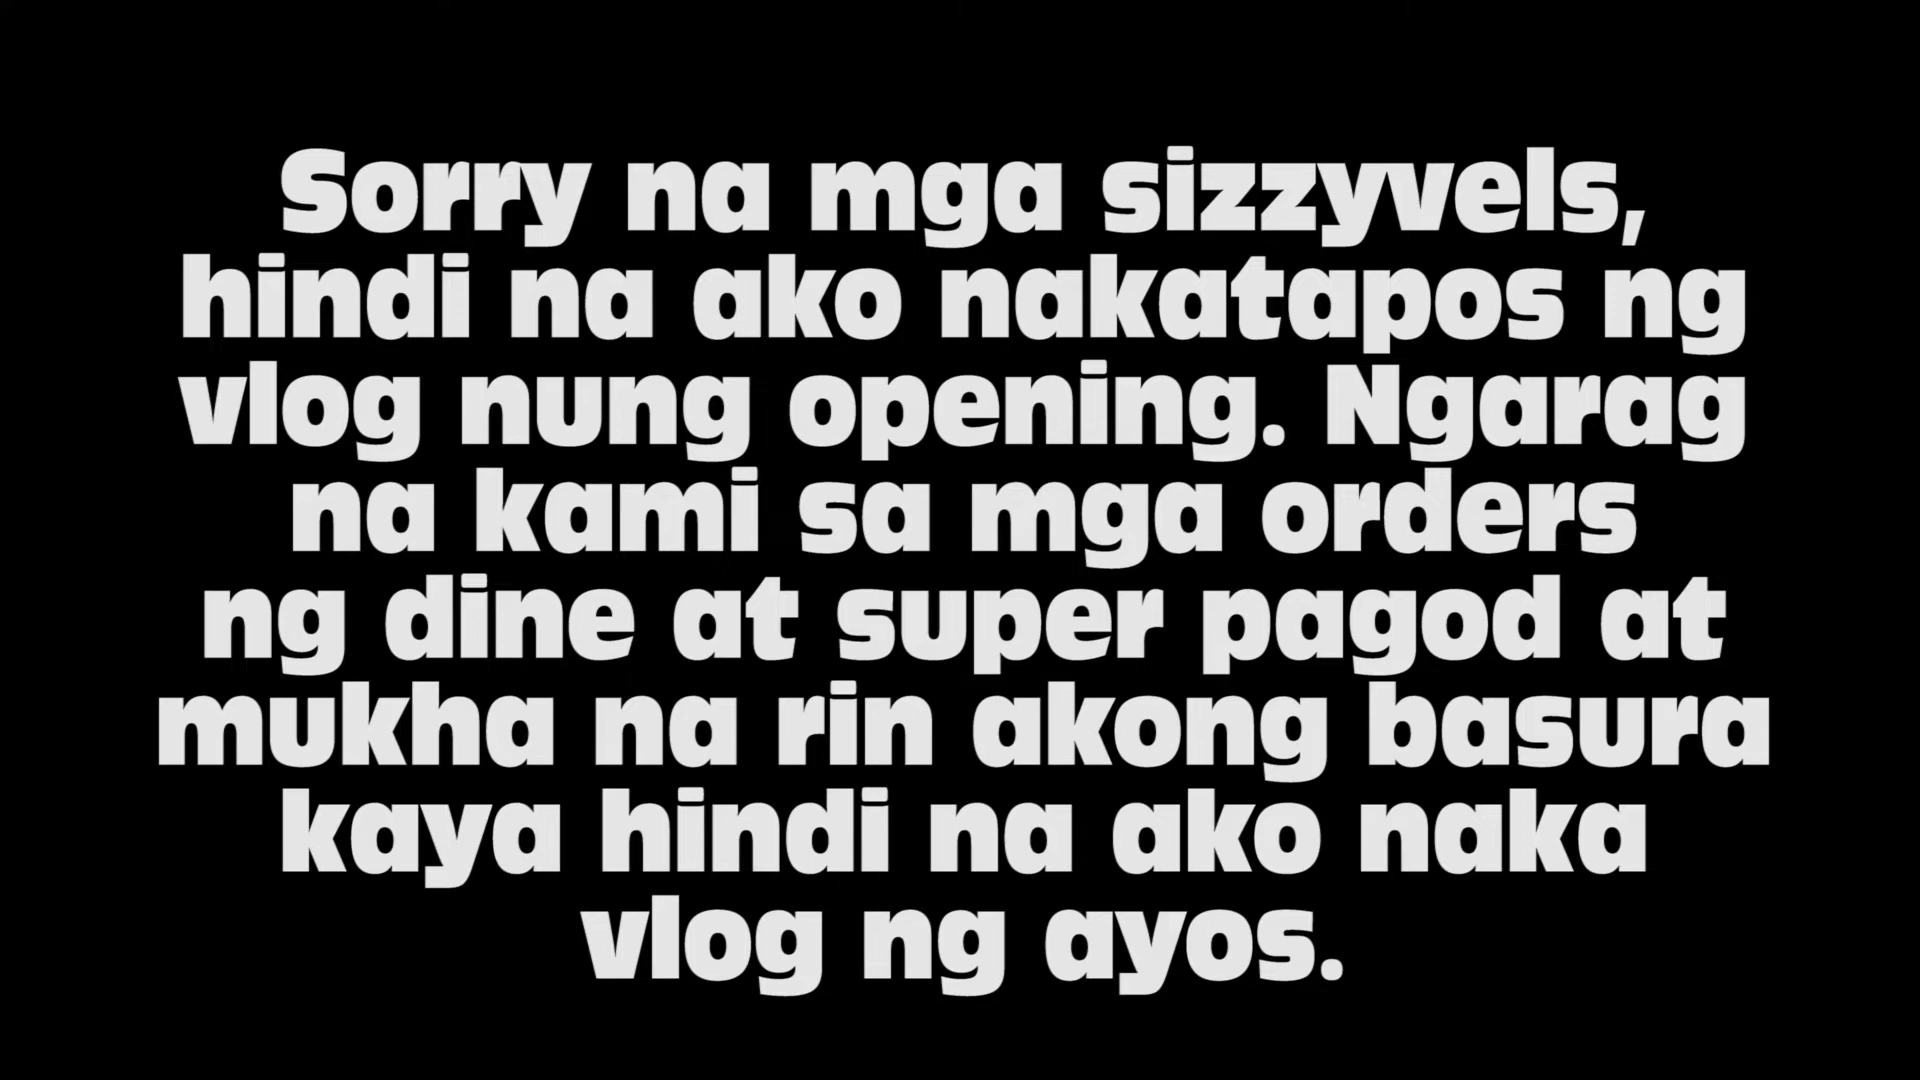 Sorry na mga sizzyvels,
hindi na ako nakatapos ng
vlog nung opening. Ngarag
na kami sa mga orders
ng dine at super pagod at
mukha na rin akong basura
kaya hindi na ako naka
vlog ng ayos.